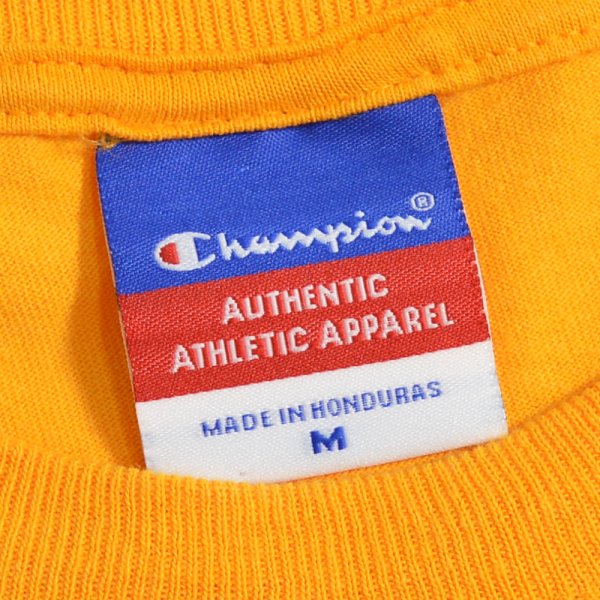 Champion®
AUTHENTIC
ATHLETIC APPAREL
MADE IN HONDURAS
M